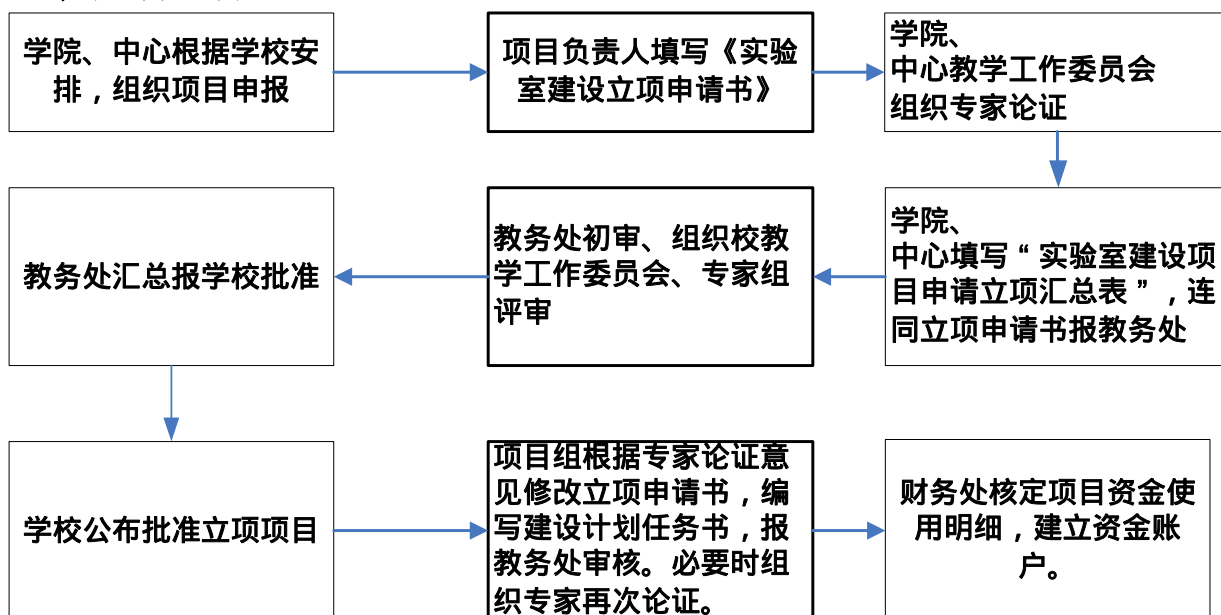 学院、中心根据学校安
排，组织项目申报
项目负责人填写《实验
室建设立项申请书》
学院、
中心教学工作委员会
组织专家论证
学院、
中心填写“实验室建设项
目申请立项汇总表”，连
同立项申请书报教务处
教务处初审、组织校教
学工作委员会、专家组
评审
教务处汇总报学校批准
学校公布批准立项项目
项目组根据专家论证意
见修改立项申请书，编
写建设计划任务书，报
教务处审核。必要时组
织专家再次论证。
财务处核定项目资金使
用明细，建立资金账
户。